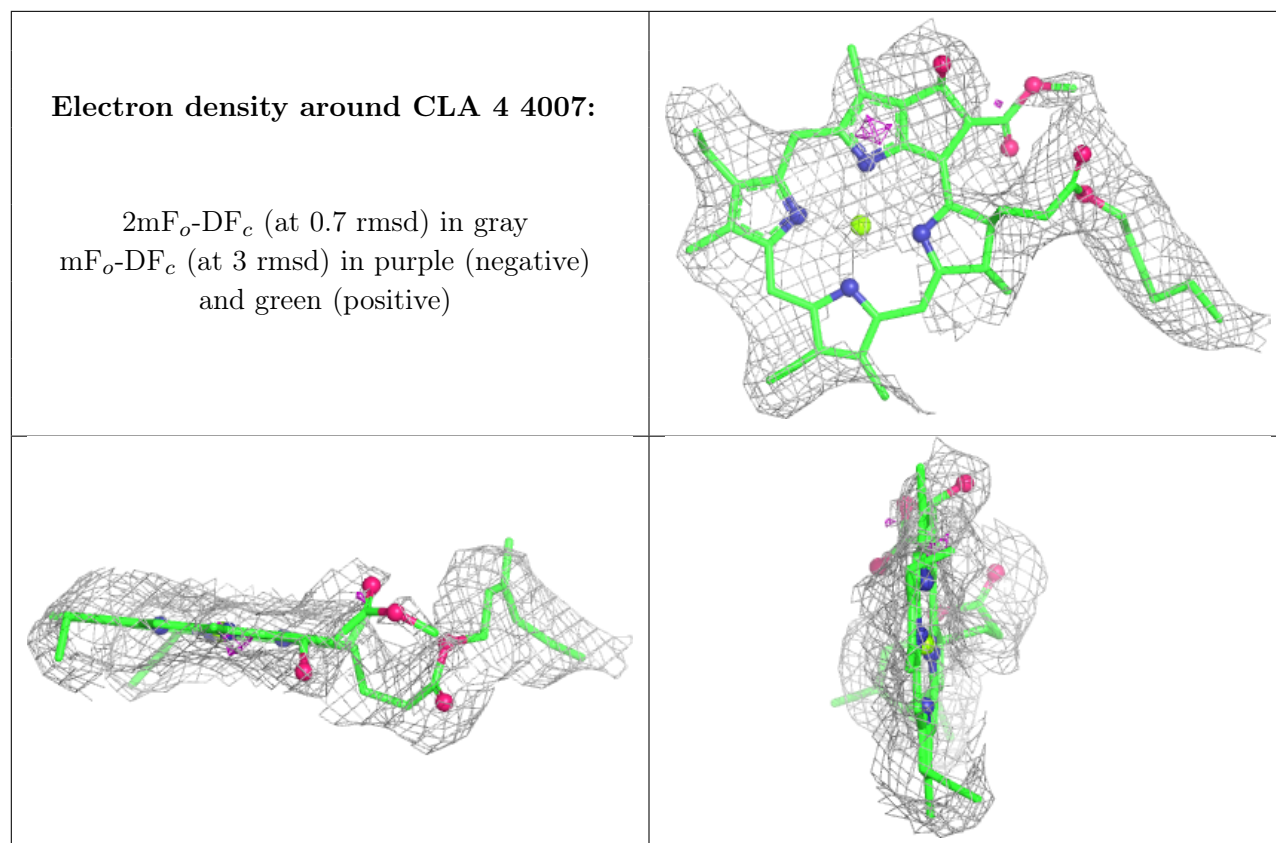 Electron density around CLA 4 4007:
2mFo-DFc (at 0.7 rmsd) in gray
mFo-DFc (at 3 rmsd) in purple (negative)
and green (positive)